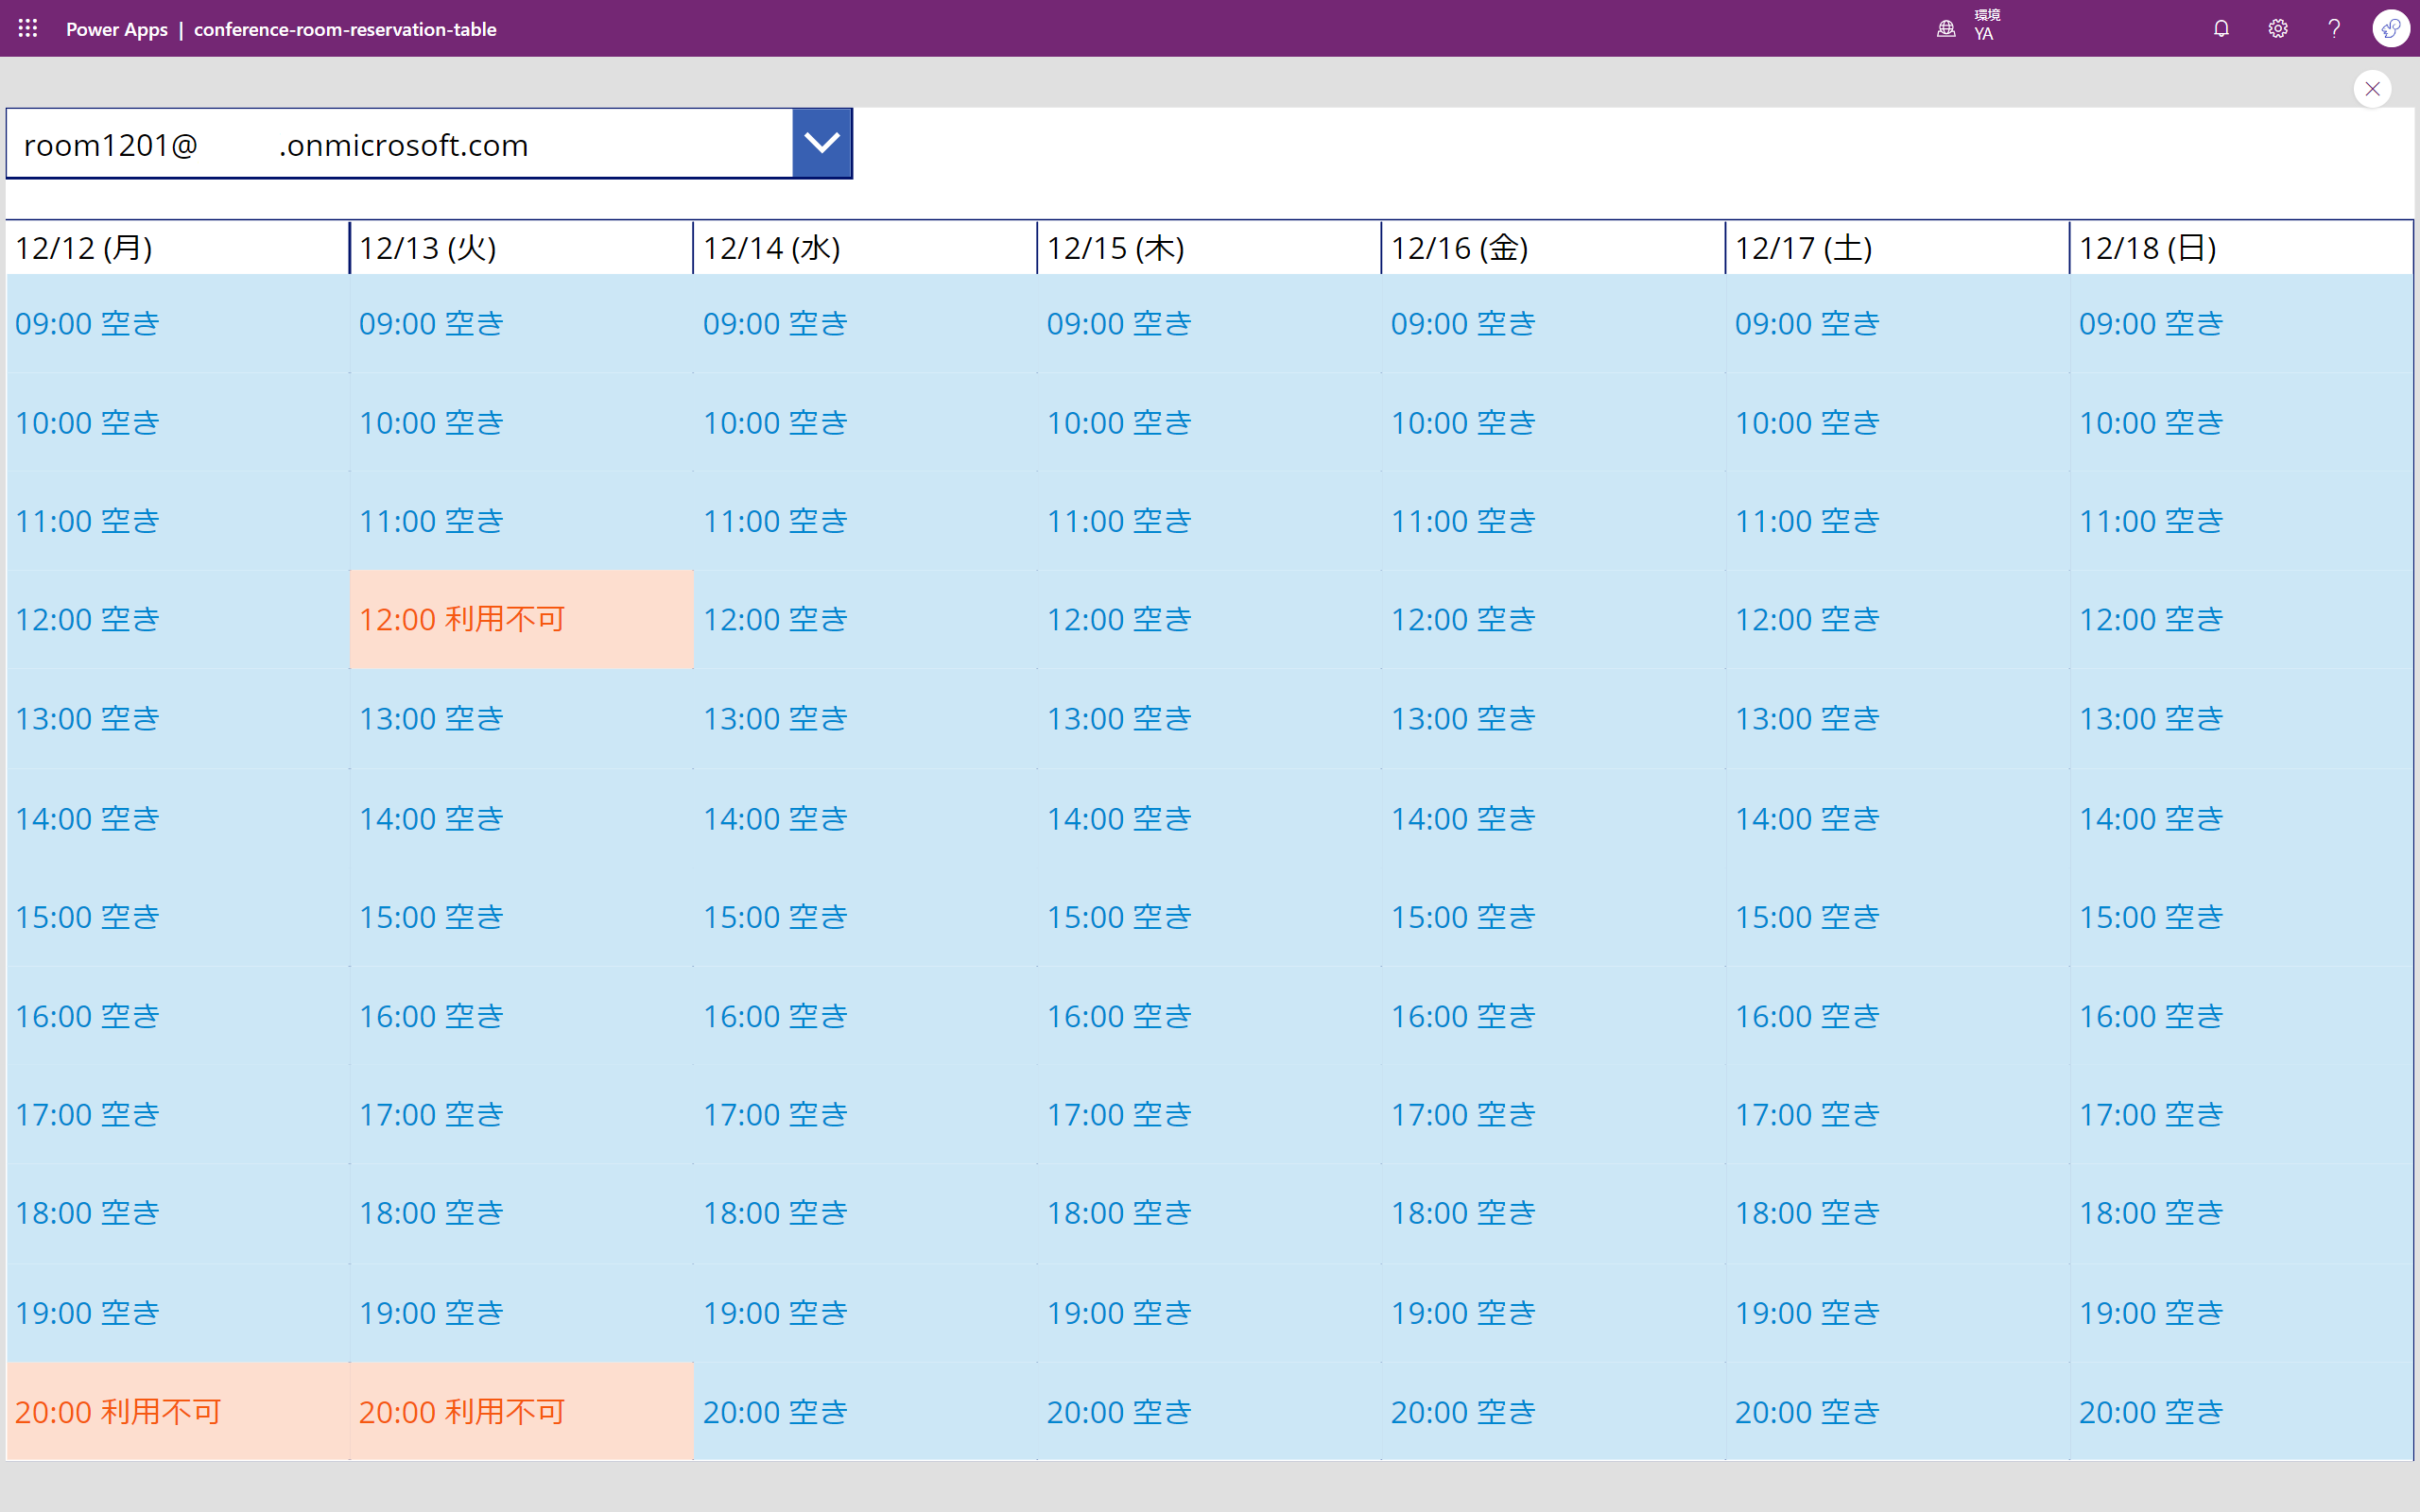 Power Apps | conference-room-reservation-table
環境
YA
room1201@ .onmicrosoft.com
12/12 (月) 12/13 (火) 12/14 (水) 12/15 (木) 12/16 (金) 12/17 (土) 12/18 (日)
09:00 空き 09:00 空き 09:00 空き 09:00 空き 09:00 空き 09:00 空き 09:00 空き
10:00 空き 10:00 空き 10:00 空き 10:00 空き 10:00 空き 10:00 空き 10:00 空き
11:00 空き 11:00 空き 11:00 空き 11:00 空き 11:00 空き 11:00 空き 11:00 空き
12:00 空き 12:00 利用不可 12:00 空き 12:00 空き 12:00 空き 12:00 空き 12:00 空き
13:00 空き 13:00 空き 13:00 空き 13:00 空き 13:00 空き 13:00 空き 13:00 空き
14:00 空き 14:00 空き 14:00 空き 14:00 空き 14:00 空き 14:00 空き 14:00 空き
15:00 空き 15:00 空き 15:00 空き 15:00 空き 15:00 空き 15:00 空き 15:00 空き
16:00 空き 16:00 空き 16:00 空き 16:00 空き 16:00 空き 16:00 空き 16:00 空き
17:00 空き 17:00 空き 17:00 空き 17:00 空き 17:00 空き 17:00 空き 17:00 空き
18:00 空き 18:00 空き 18:00 空き 18:00 空き 18:00 空き 18:00 空き 18:00 空き
19:00 空き 19:00 空き 19:00 空き 19:00 空き 19:00 空き 19:00 空き 19:00 空き
20:00 利用不可 20:00 利用不可 20:00 空き 20:00 空き 20:00 空き 20:00 空き 20:00 空き